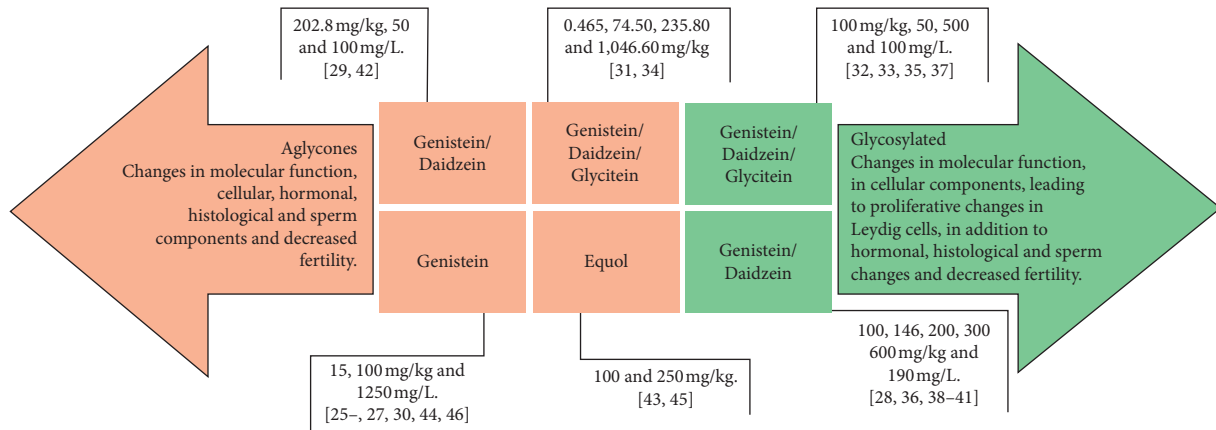 202.8 mg/kg, 50
and 100 mg/L.
[29, 42]
0.465, 74.50, 235.80
and 1,046.60 mg/kg
[31, 34]
100 mg/kg, 50, 500
and 100 mg/L.
[32, 33, 35, 37]
Aglycones
Changes in molecular function,
cellular, hormonal,
histological and sperm
components and decreased
fertility.
Genistein/
Daidzein
Genistein/
Daidzein/
Glycitein
Genistein/
Daidzein/
Glycitein
Genistein
Equol
Genistein/
Daidzein
Glycosylated
Changes in molecular function,
in cellular components, leading
to proliferative changes in
Leydig cells, in addition to
hormonal, histological and sperm
changes and decreased fertility.
15, 100 mg/kg and
1250 mg/L.
[25–, 27, 30, 44, 46]
100 and 250 mg/kg.
[43, 45]
100, 146, 200, 300
600 mg/kg and
190 mg/L.
[28, 36, 38–41]